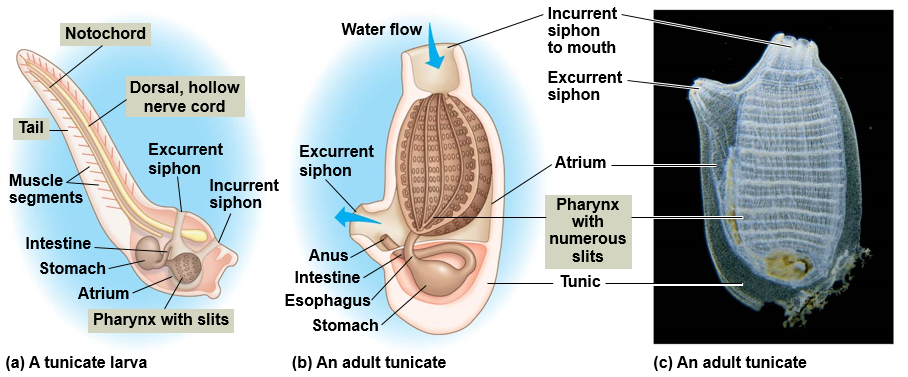 Notochord
Dorsal, hollow
nerve cord
Tail
Excurrent
siphon
Muscle
segments
Incurrent
siphon
Intestine
Stomach
Atrium
Pharynx with slits
(a) A tunicate larva
Water flow
Excurrent
siphon
Anus
Intestine
Esophagus
Stomach
(b) An adult tunicate
Incurrent
siphon
to mouth
Excurrent
siphon
Atrium
Pharynx
with
numerous
slits
Tunic
(c) An adult tunicate